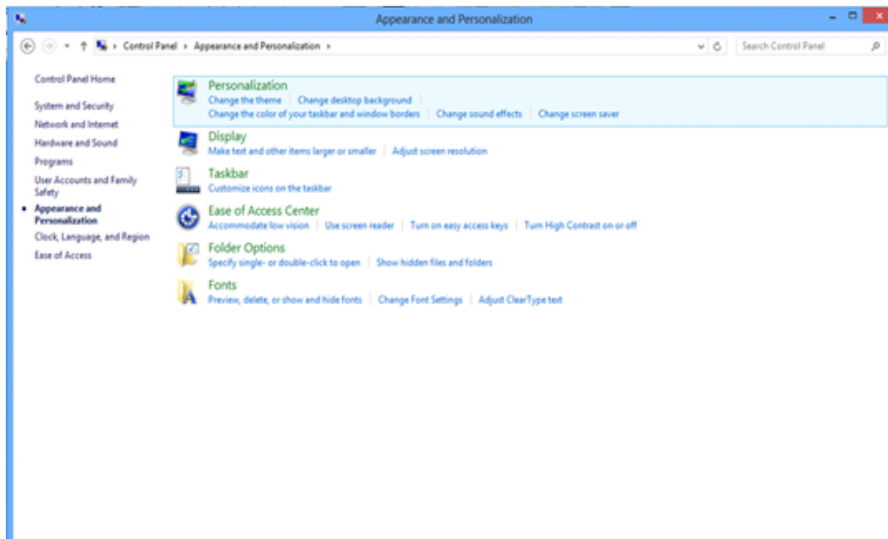 Appearance and Personalization
Control Panel Appearance and Personalization
Search Control Panel
Control Panel Home
System and Security
Network and Internet
Hardware and Sound
Programs
User Accounts and Family
Safety
Appearance and
Personalization
Clock, Language, and Region
Ease of Access
Personalization
Change the theme Change desktop background
Change the color of your taskbar and window borders Change sound effects Change screen saver
Display
Make text and other items larger or smaller Adjust screen resolution
Taskbar
Customize icons on the taskbar
Ease of Access Center
Accommodate low vision Use screen reader Turn on easy access keys Turn High Contrast on or off
Folder Options
Specify single- or double-click to open Show hidden files and folders
Fonts
Preview, delete, or show and hide fonts Change Font Settings Adjust ClearType text